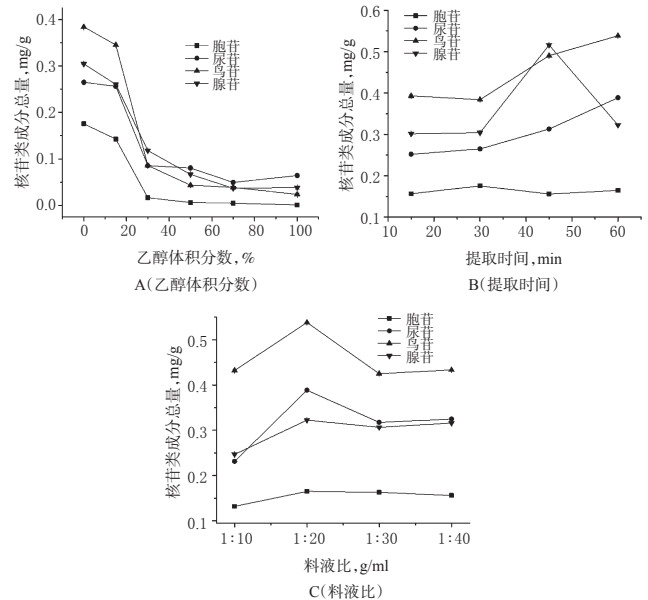 核苷类成分总量,mg/g
0.4
0.3
0.2
0.1
0.0
胞苷
尿苷
鸟苷
腺苷
0 20 40 60 80 100
乙醇体积分数,%
A(乙醇体积分数)
核苷类成分总量,mg/g
0.6
0.5
0.4
0.3
0.2
0.1
胞苷
尿苷
鸟苷
腺苷
10 20 30 40 50 60
提取时间,min
B(提取时间)
核苷类成分总量,mg/g
0.5
0.4
0.3
0.2
0.1
胞苷
尿苷
鸟苷
腺苷
1∶10 1∶20 1∶30 1∶40
料液比,g/ml
C(料液比)